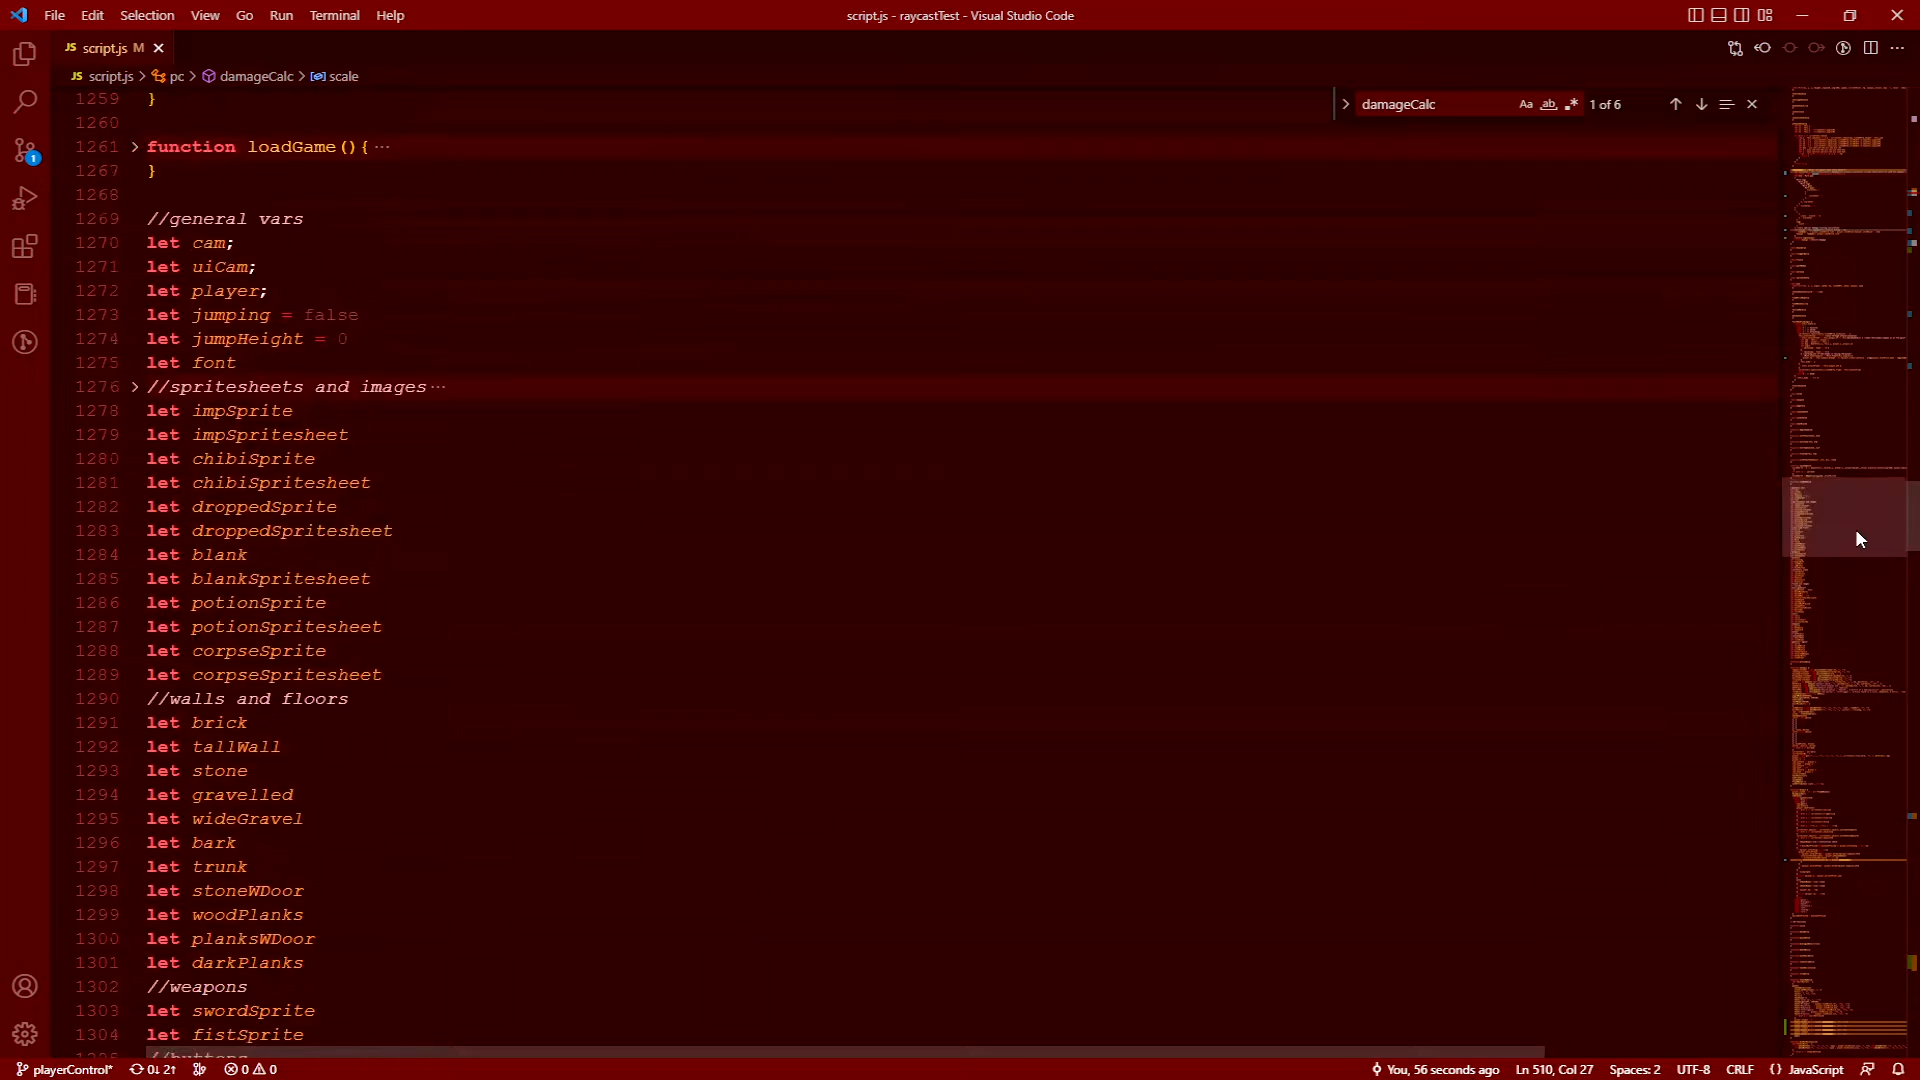 File Edit Selection View Go Run Terminal Help
script.js - raycastTest - Visual Studio Code
JS script.js M
JS script.js > pc > damageCalc > scale
damageCalc Aa ab 1 of 6
1259 }
1260
1261 function loadGame(){ ···
1267 }
1268
1269 //general vars
1270 let cam;
1271 let uiCam;
1272 let player;
1273 let jumping = false
1274 let jumpHeight = 0
1275 let font
1276 //spritesheets and images ···
1278 let impSprite
1279 let impSpritesheet
1280 let chibiSprite
1281 let chibiSpritesheet
1282 let droppedSprite
1283 let droppedSpritesheet
1284 let blank
1285 let blankSpritesheet
1286 let potionSprite
1287 let potionSpritesheet
1288 let corpseSprite
1289 let corpseSpritesheet
1290 //walls and floors
1291 let brick
1292 let tallWall
1293 let stone
1294 let gravelled
1295 let wideGravel
1296 let bark
1297 let trunk
1298 let stoneWDoor
1299 let woodPlanks
1300 let planksWDoor
1301 let darkPlanks
1302 //weapons
1303 let swordSprite
1304 let fistSprite
1
playerControl* 0↓ 2↑ 0 0
You, 56 seconds ago Ln 510, Col 27 Spaces: 2 UTF-8 CRLF {} JavaScript